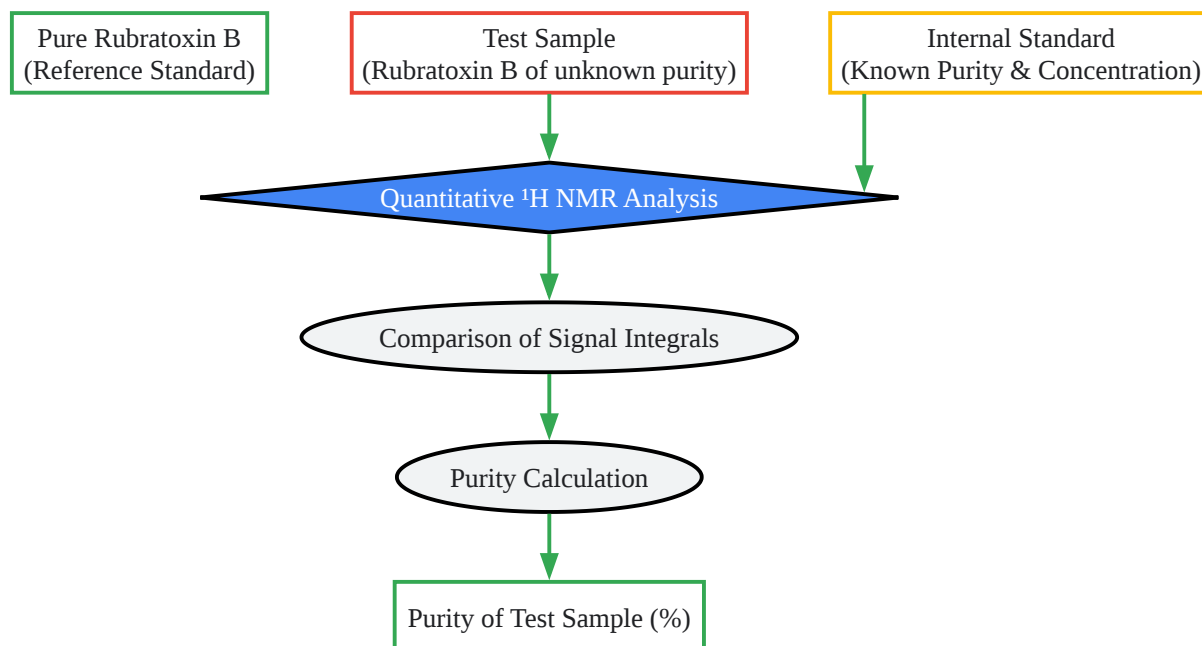 Pure Rubratoxin B
(Reference Standard)
Test Sample
(Rubratoxin B of unknown purity)
Internal Standard
(Known Purity & Concentration)
Quantitative ¹H NMR Analysis
Comparison of Signal Integrals
Purity Calculation
Purity of Test Sample (%)